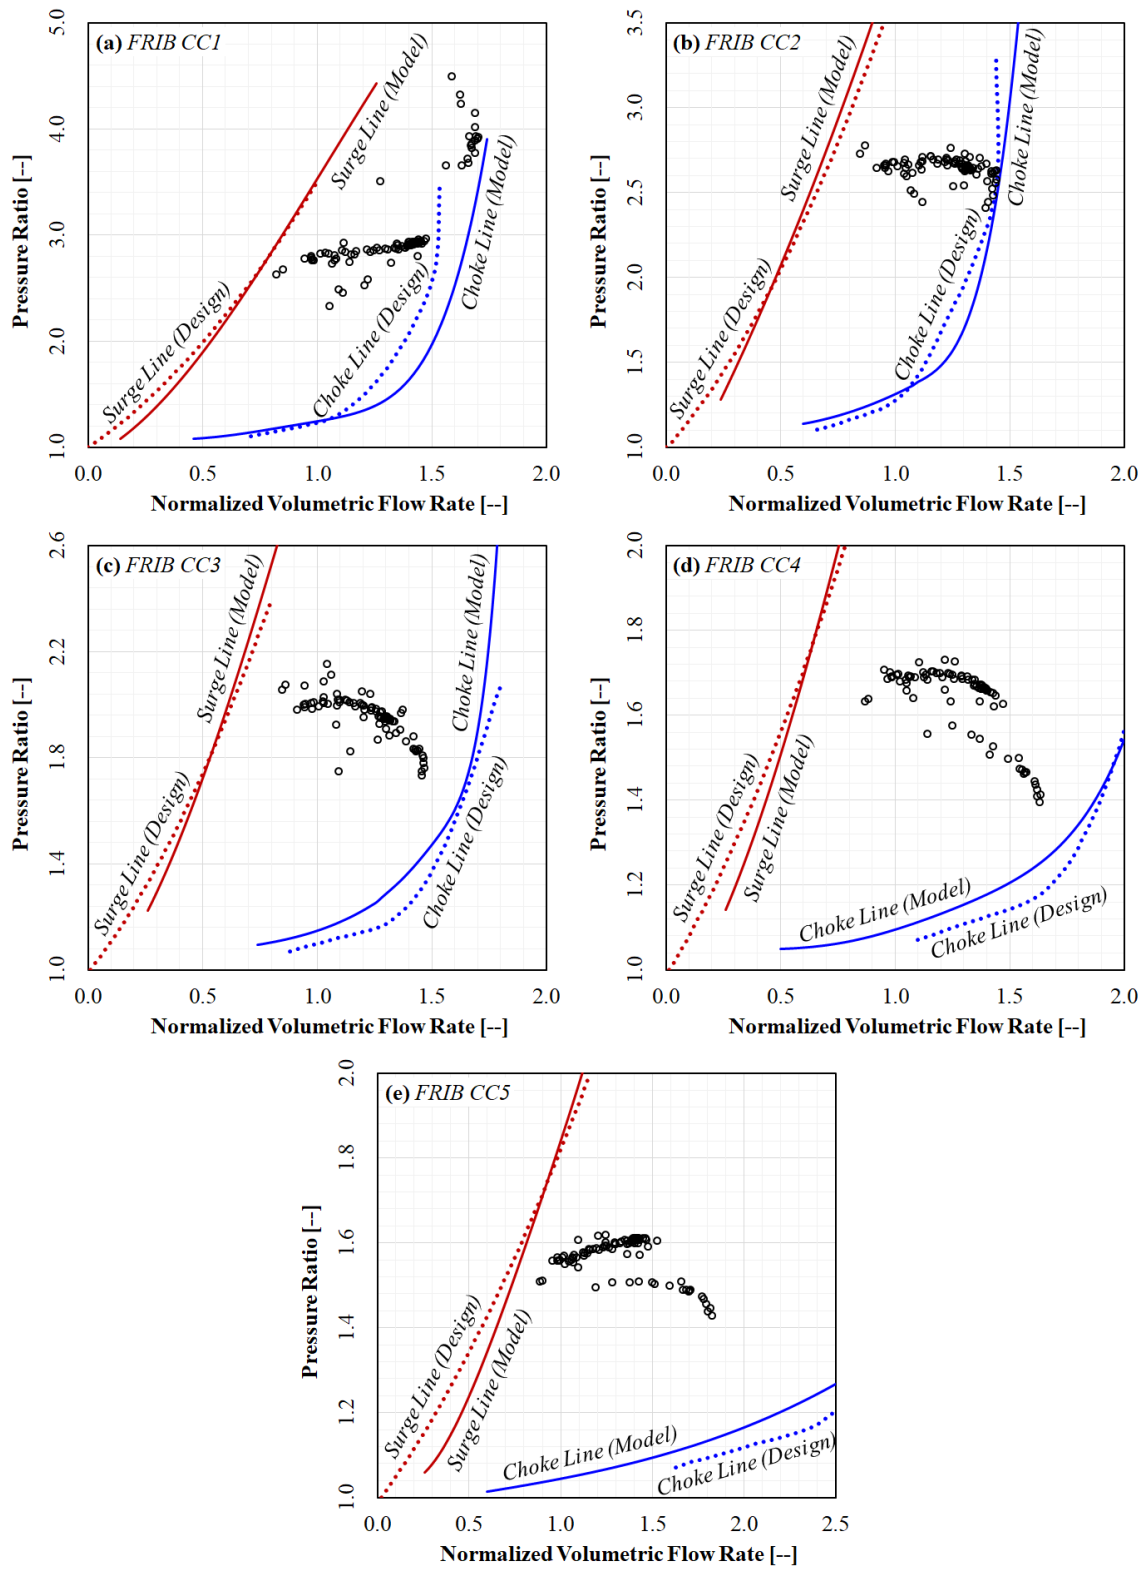 (a) FRIB CC1
5.0
4.0
3.0
2.0
1.0
Pressure Ratio [--]
Surge Line (Model)
Surge Line (Design)
Choke Line (Design)
Choke Line (Model)
0.0 0.5 1.0 1.5 2.0
Normalized Volumetric Flow Rate [--]
(b) FRIB CC2
3.5
3.0
2.5
2.0
1.5
1.0
Pressure Ratio [--]
Surge Line (Model)
Surge Line (Design)
Choke Line (Design)
Choke Line (Model)
0.0 0.5 1.0 1.5 2.0
Normalized Volumetric Flow Rate [--]
(c) FRIB CC3
2.6
2.2
1.8
1.4
1.0
Pressure Ratio [--]
Surge Line (Model)
Surge Line (Design)
Choke Line (Model)
Choke Line (Design)
0.0 0.5 1.0 1.5 2.0
Normalized Volumetric Flow Rate [--]
(d) FRIB CC4
2.0
1.8
1.6
1.4
1.2
1.0
Pressure Ratio [--]
Surge Line (Design)
Surge Line (Model)
Choke Line (Model)
Choke Line (Design)
0.0 0.5 1.0 1.5 2.0
Normalized Volumetric Flow Rate [--]
(e) FRIB CC5
2.0
1.8
1.6
1.4
1.2
1.0
Pressure Ratio [--]
Surge Line (Design)
Surge Line (Model)
Choke Line (Model)
Choke Line (Design)
0.0 0.5 1.0 1.5 2.0 2.5
Normalized Volumetric Flow Rate [--]